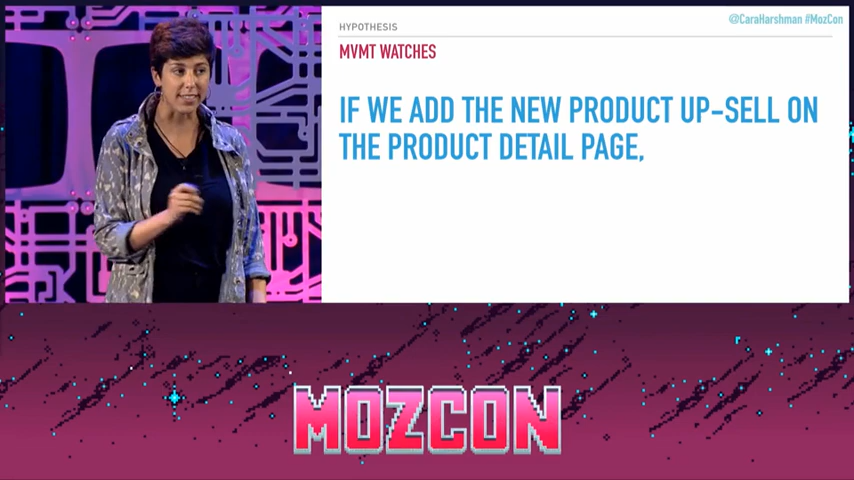 @CaraHarshman #MozCon
HYPOTHESIS
MVMT WATCHES
IF WE ADD THE NEW PRODUCT UP-SELL ON
THE PRODUCT DETAIL PAGE,
MOZCON